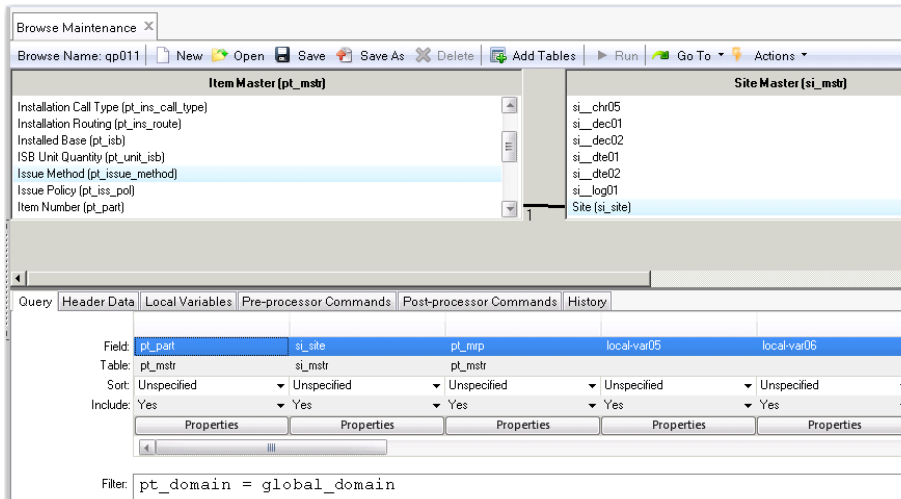 Browse Maintenance
Browse Name: qp011 New Open Save Save As Delete Add Tables Run Go To Actions
Item Master (pt_mstr)
Installation Call Type (pt_ins_call_type)
Installation Routing (pt_ins_route)
Installed Base (pt_isb)
ISB Unit Quantity (pt_unit_isb)
Issue Method (pt_issue_method)
Issue Policy (pt_iss_pol)
Item Number (pt_part)
1
Site Master (si_mstr)
si__chr05
si__dec01
si__dec02
si__dte01
si__dte02
si__log01
Site (si_site)
Query Header Data Local Variables Pre-processor Commands Post-processor Commands History
Field: pt_part si_site pt_mrp local-var05 local-var06
Table: pt_mstr si_mstr pt_mstr
Sort: Unspecified Unspecified Unspecified Unspecified Unspecified
Include: Yes Yes Yes Yes Yes
Properties Properties Properties Properties Properties
Filter: pt_domain = global_domain